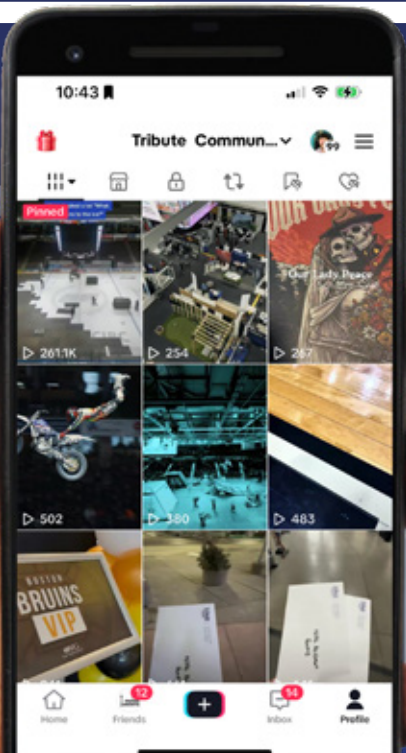 10:43
Tribute Commun...
99
Pinned
261.1K
254
Our Lady Peace
267
502
380
483
BOSTON
BRUINS
VIP
12
14
Home
Friends
Inbox
Profile